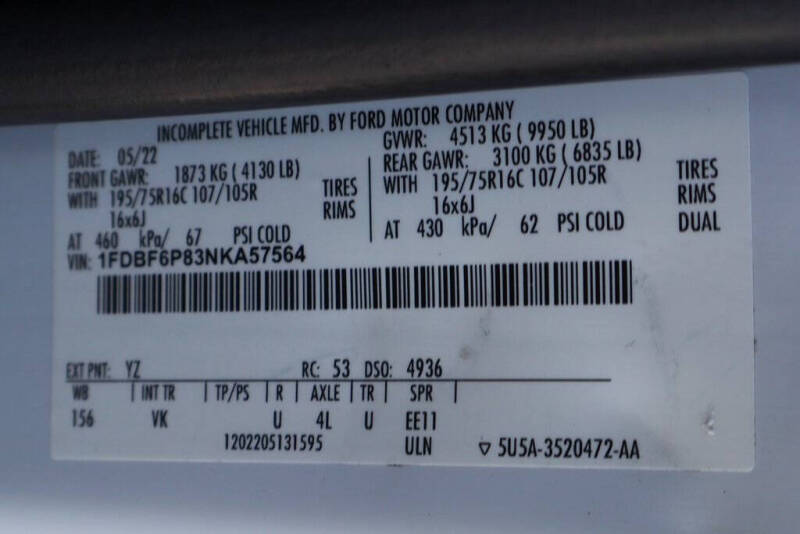 INCOMPLETE VEHICLE MFD. BY FORD MOTOR COMPANY
DATE: 05/22
FRONT GAWR: 1873 KG ( 4130 LB)
WITH 195/75R16C 107/105R TIRES
16x6J RIMS
AT 460 kPa/ 67 PSI COLD
GVWR: 4513 KG ( 9950 LB)
REAR GAWR: 3100 KG ( 6835 LB)
WITH 195/75R16C 107/105R TIRES
16x6J RIMS
AT 430 kPa/ 62 PSI COLD DUAL
VIN: 1FDBF6P83NKA57564
EXT PNT: YZ RC: 53 DSO: 4936
WB INT TR TP/PS R AXLE TR SPR
156 VK U 4L U EE11
1202205131595 ULN ▽ 5U5A-3520472-AA